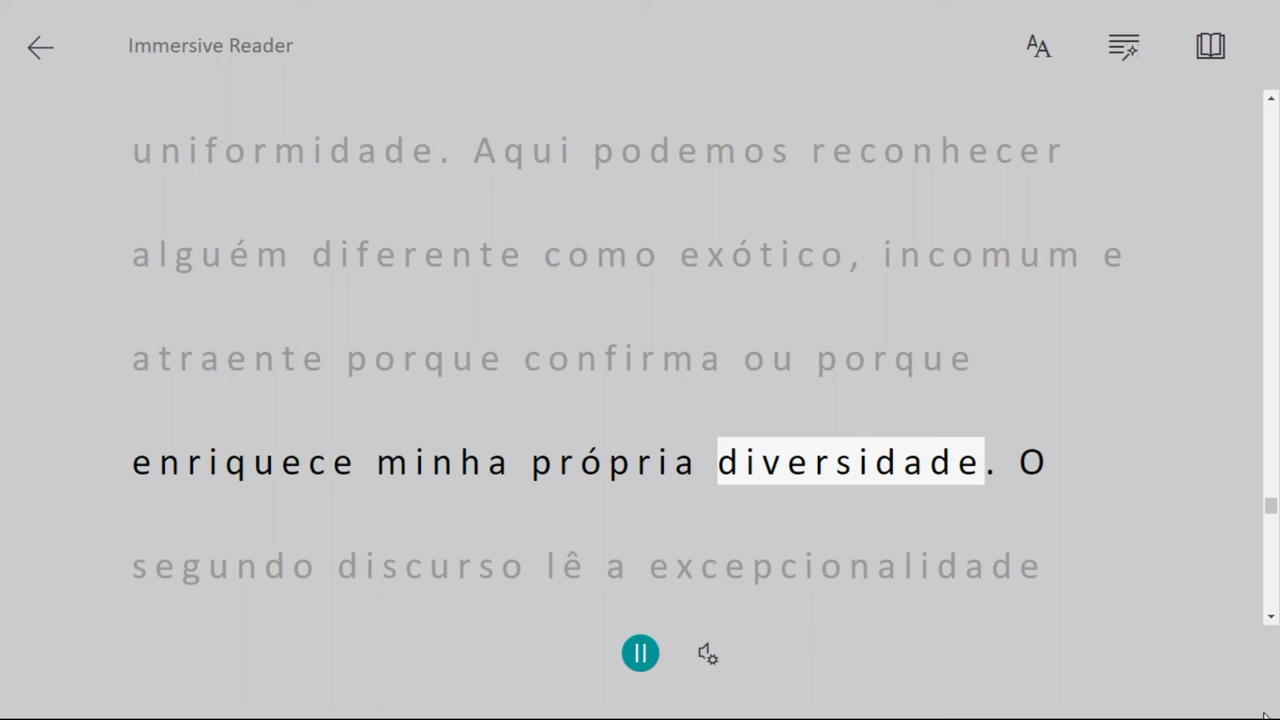 Immersive Reader
uniformidade. Aqui podemos reconhecer
alguém diferente como exótico, incomum e
atraente porque confirma ou porque
enriquece minha própria diversidade. O
segundo discurso lê a excepcionalidade